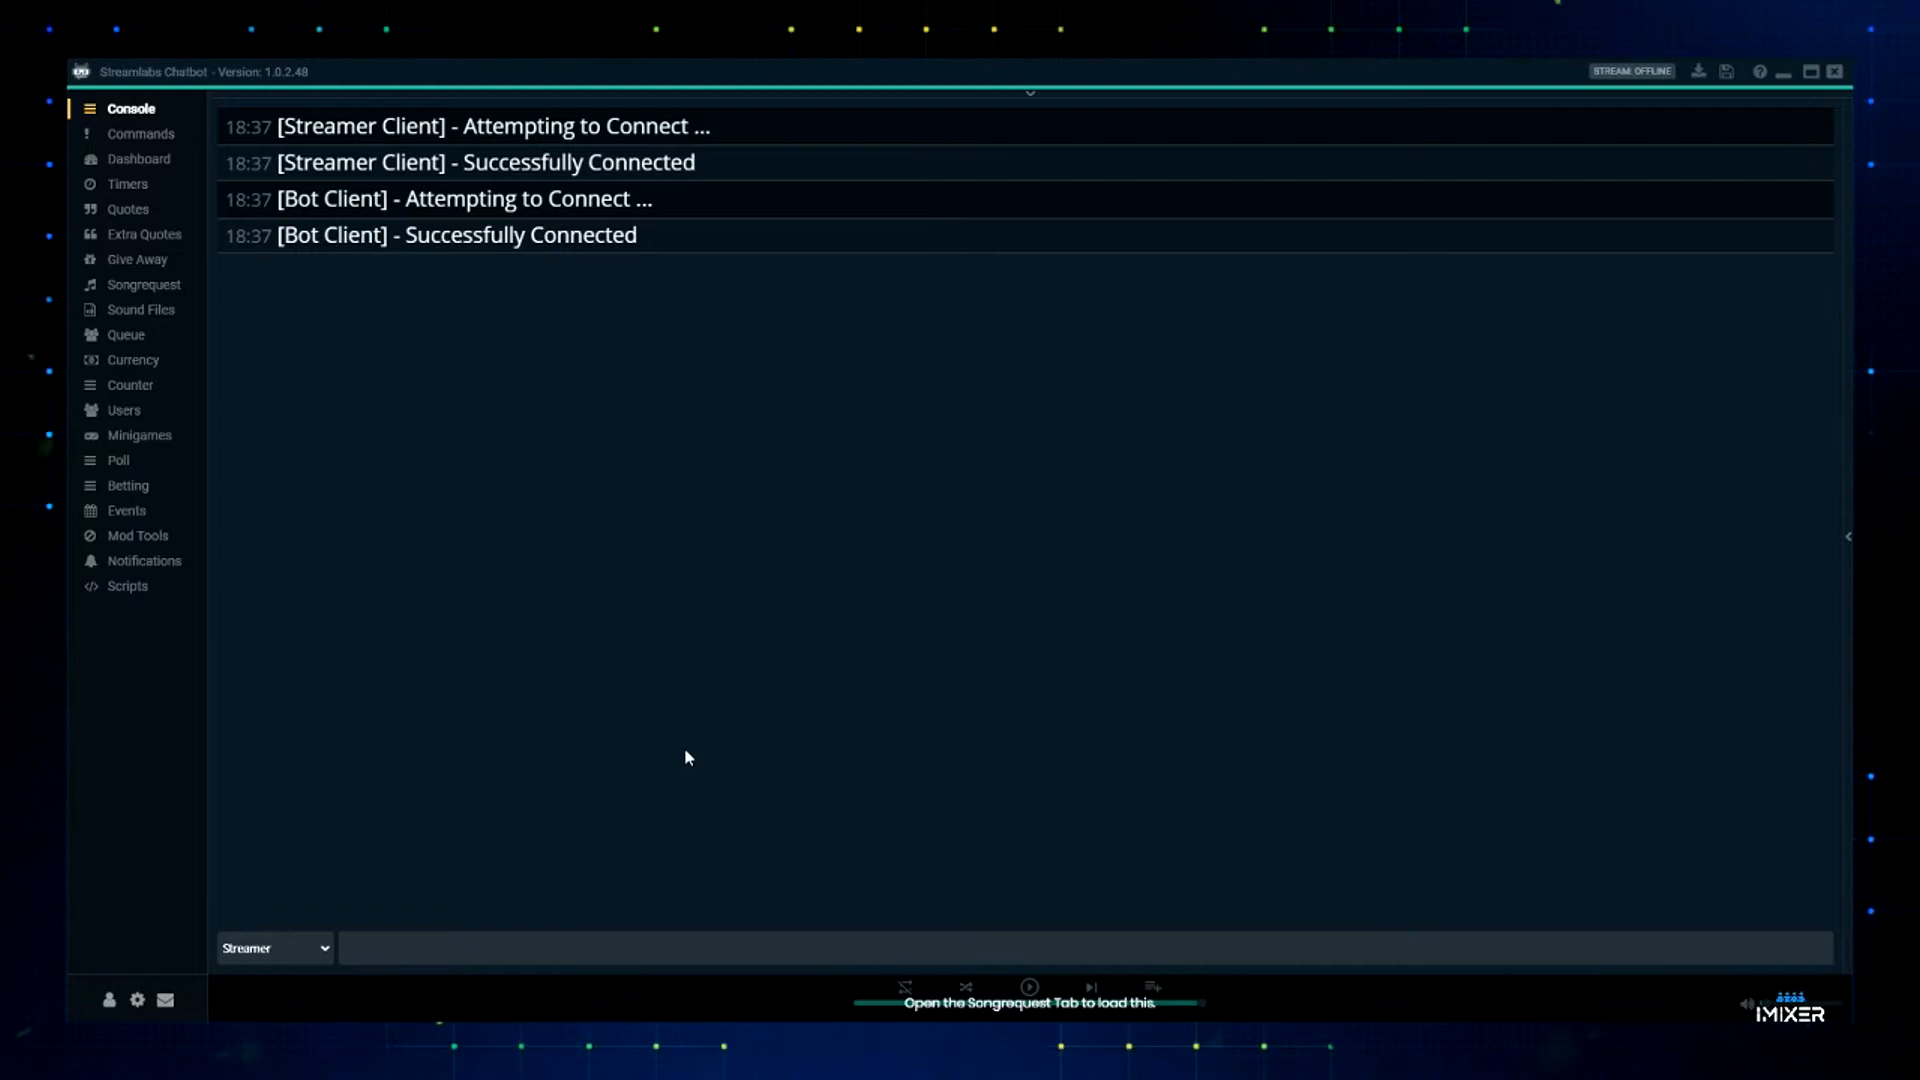 Streamlabs Chatbot - Version: 1.0.2.48
STREAM: OFFLINE
Console
Commands
Dashboard
Timers
Quotes
Extra Quotes
Give Away
Songrequest
Sound Files
Queue
Currency
Counter
Users
Minigames
Poll
Betting
Events
Mod Tools
Notifications
Scripts
18:37 [Streamer Client] - Attempting to Connect ...
18:37 [Streamer Client] - Successfully Connected
18:37 [Bot Client] - Attempting to Connect ...
18:37 [Bot Client] - Successfully Connected
Streamer
Open the Songrequest Tab to load this.
IMIXER